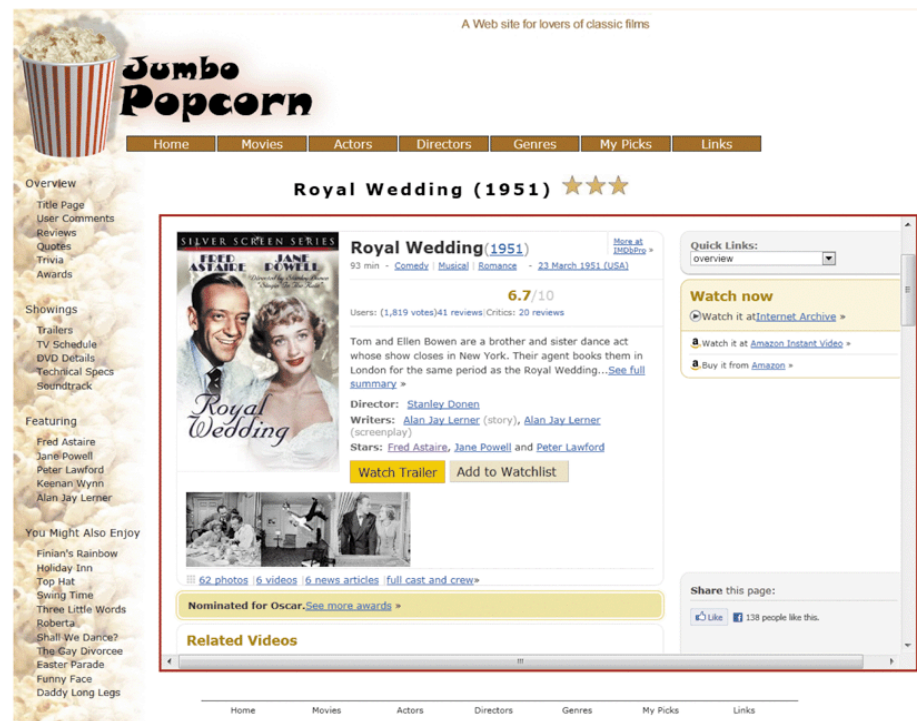 A Web site for lovers of classic films
Jumbo
Popcorn
Home Movies Actors Directors Genres My Picks Links
Royal Wedding (1951)
Overview
Title Page
User Comments
Reviews
Quotes
Trivia
Awards
Showings
Trailers
TV Schedule
DVD Details
Technical Specs
Soundtrack
Featuring
Fred Astaire
Jane Powell
Peter Lawford
Keenan Wynn
Alan Jay Lerner
You Might Also Enjoy
Finian's Rainbow
Holiday Inn
Top Hat
Swing Time
Three Little Words
Roberta
Shall We Dance?
The Gay Divorcee
Easter Parade
Funny Face
Daddy Long Legs
SILVER SCREEN SERIES
FRED JANE
ASTAIRE POWELL
Directed by Stanley Donen
Royal
Wedding
Royal Wedding(1951)
More at
IMDbPro »
93 min - Comedy | Musical | Romance - 23 March 1951 (USA)
6.7/10
Users: (1,819 votes)41 reviews|Critics: 20 reviews
Tom and Ellen Bowen are a brother and sister dance act
whose show closes in New York. Their agent books them in
London for the same period as the Royal Wedding...See full
summary »
Director: Stanley Donen
Writers: Alan Jay Lerner (story), Alan Jay Lerner
(screenplay)
Stars: Fred Astaire, Jane Powell and Peter Lawford
Watch Trailer Add to Watchlist
62 photos |6 videos |6 news articles |full cast and crew»
Nominated for Oscar.See more awards »
Related Videos
Quick Links:
overview
Watch now
Watch it atInternet Archive »
a Watch it at Amazon Instant Video »
a Buy it from Amazon »
Share this page:
Like f 138 people like this.
Home Movies Actors Directors Genres My Picks Links